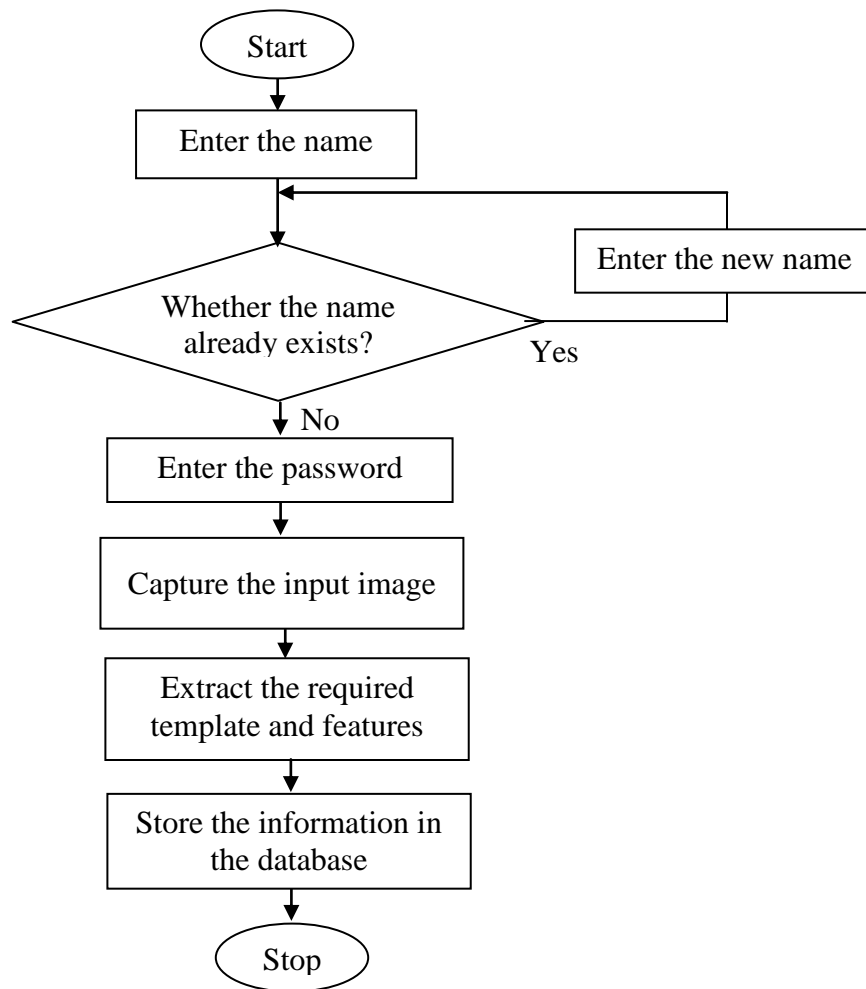 Start
Enter the name
Enter the new name
Whether the name
already exists?
Yes
No
Enter the password
Capture the input image
Extract the required
template and features
Store the information in
the database
Stop